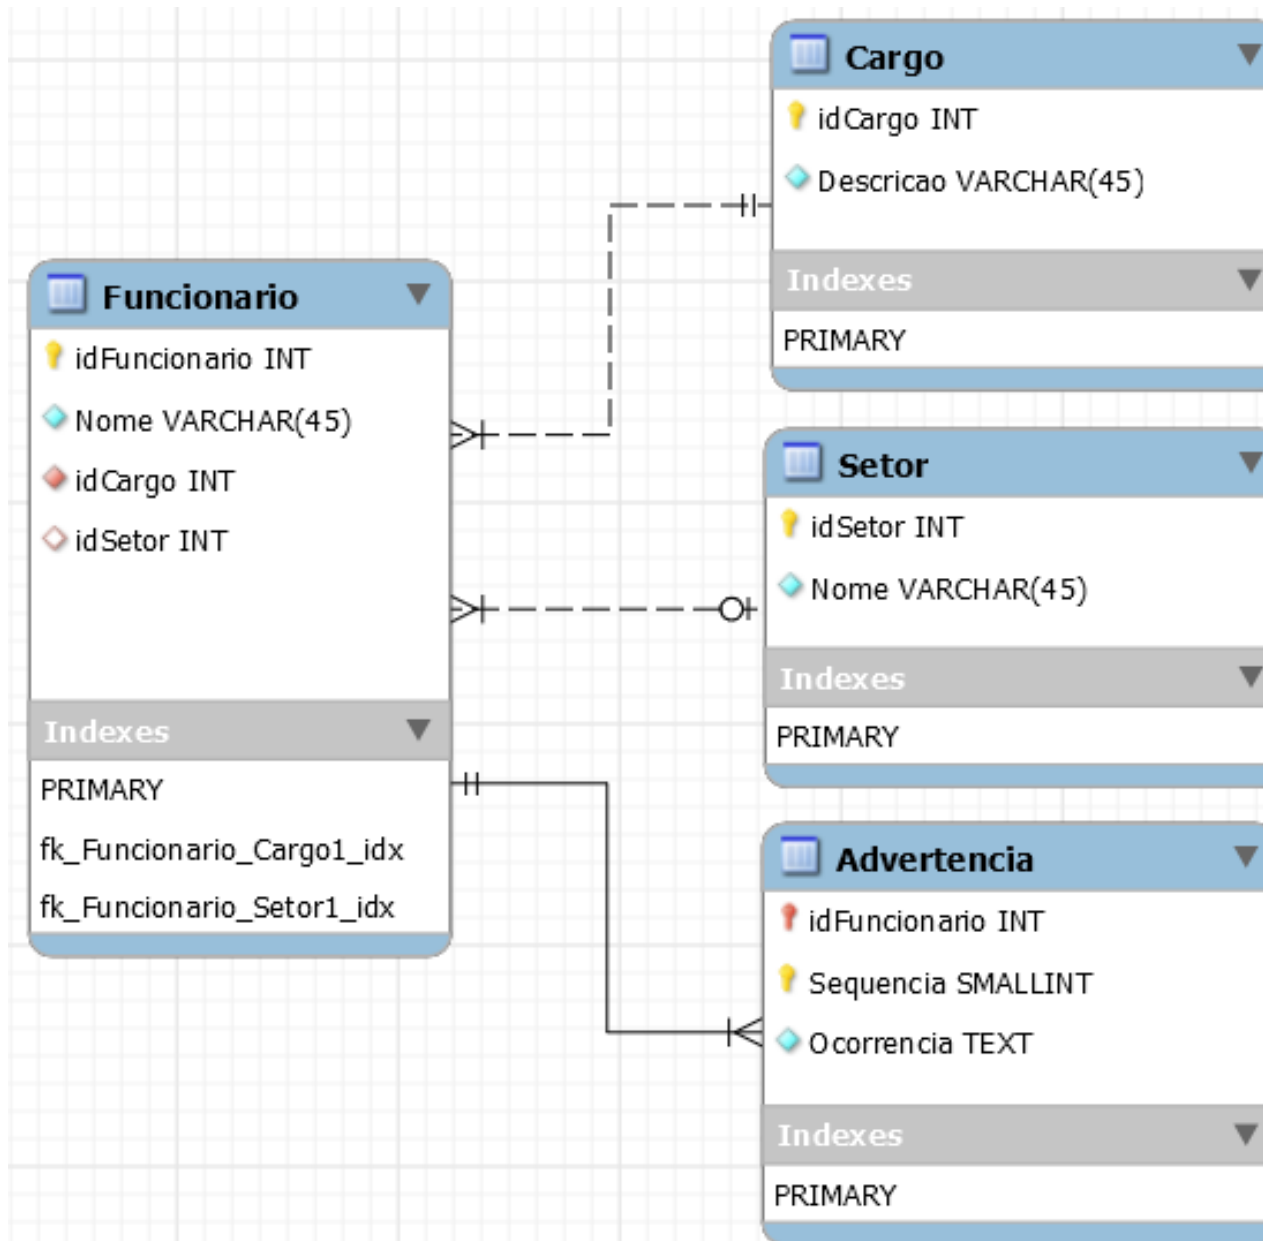 Cargo
idCargo INT
Descricao VARCHAR(45)
Indexes
PRIMARY
Funcionario
idFuncionario INT
Nome VARCHAR(45)
idCargo INT
idSetor INT
Indexes
PRIMARY
fk_Funcionario_Cargo1_idx
fk_Funcionario_Setor1_idx
Setor
idSetor INT
Nome VARCHAR(45)
Indexes
PRIMARY
Advertencia
idFuncionario INT
Sequencia SMALLINT
Ocorrencia TEXT
Indexes
PRIMARY